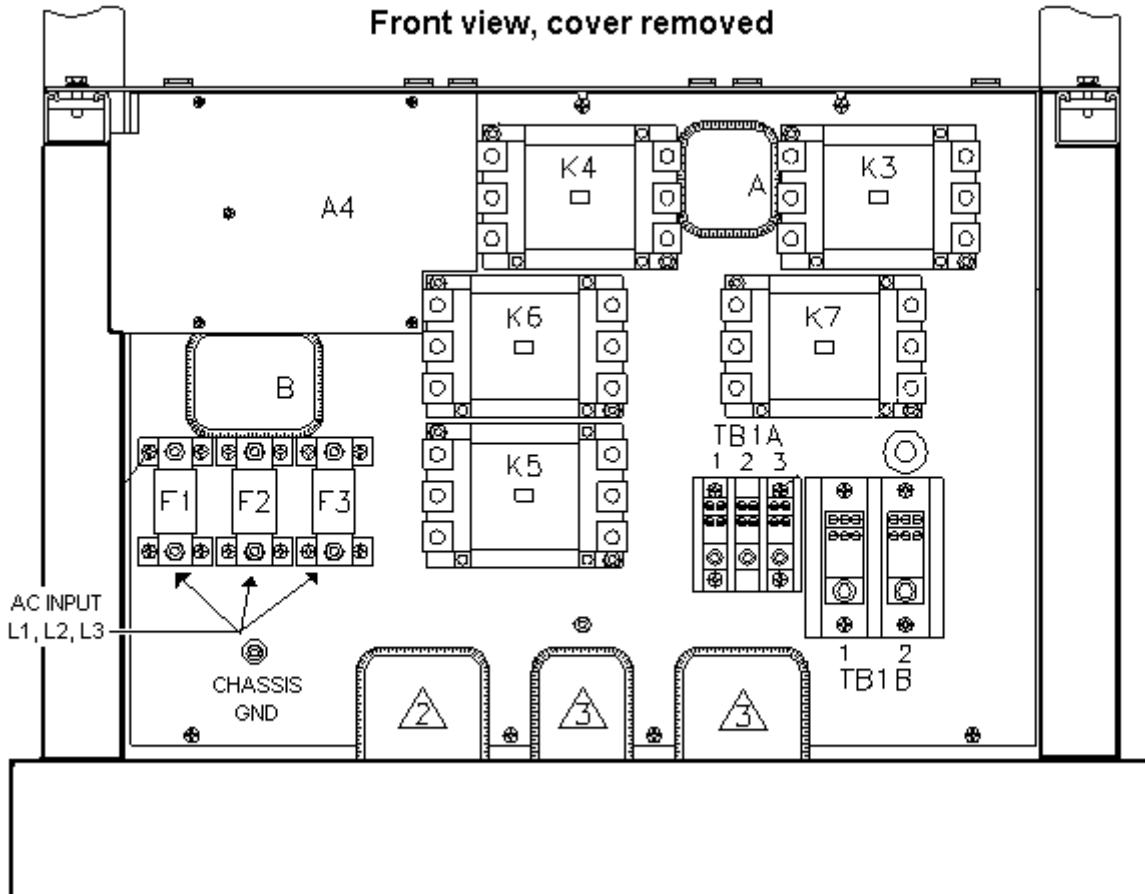 Front view, cover removed
K4
A
K3
A4
K6
K7
B
TB1A
1 2 3
K5
F1 F2 F3
AC INPUT
L1, L2, L3
1 2
TB1B
CHASSIS
GND
2
3
3